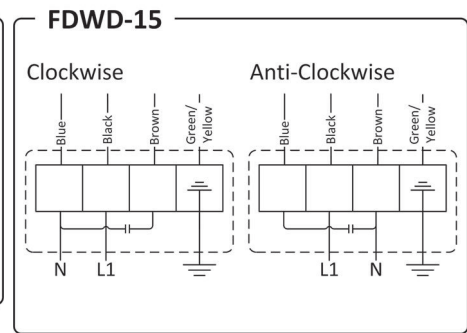 FDWD-15
Clockwise
Blue
Black
Brown
Green/
Yellow
N
L1
Anti-Clockwise
Blue
Black
Brown
Green/
Yellow
L1
N